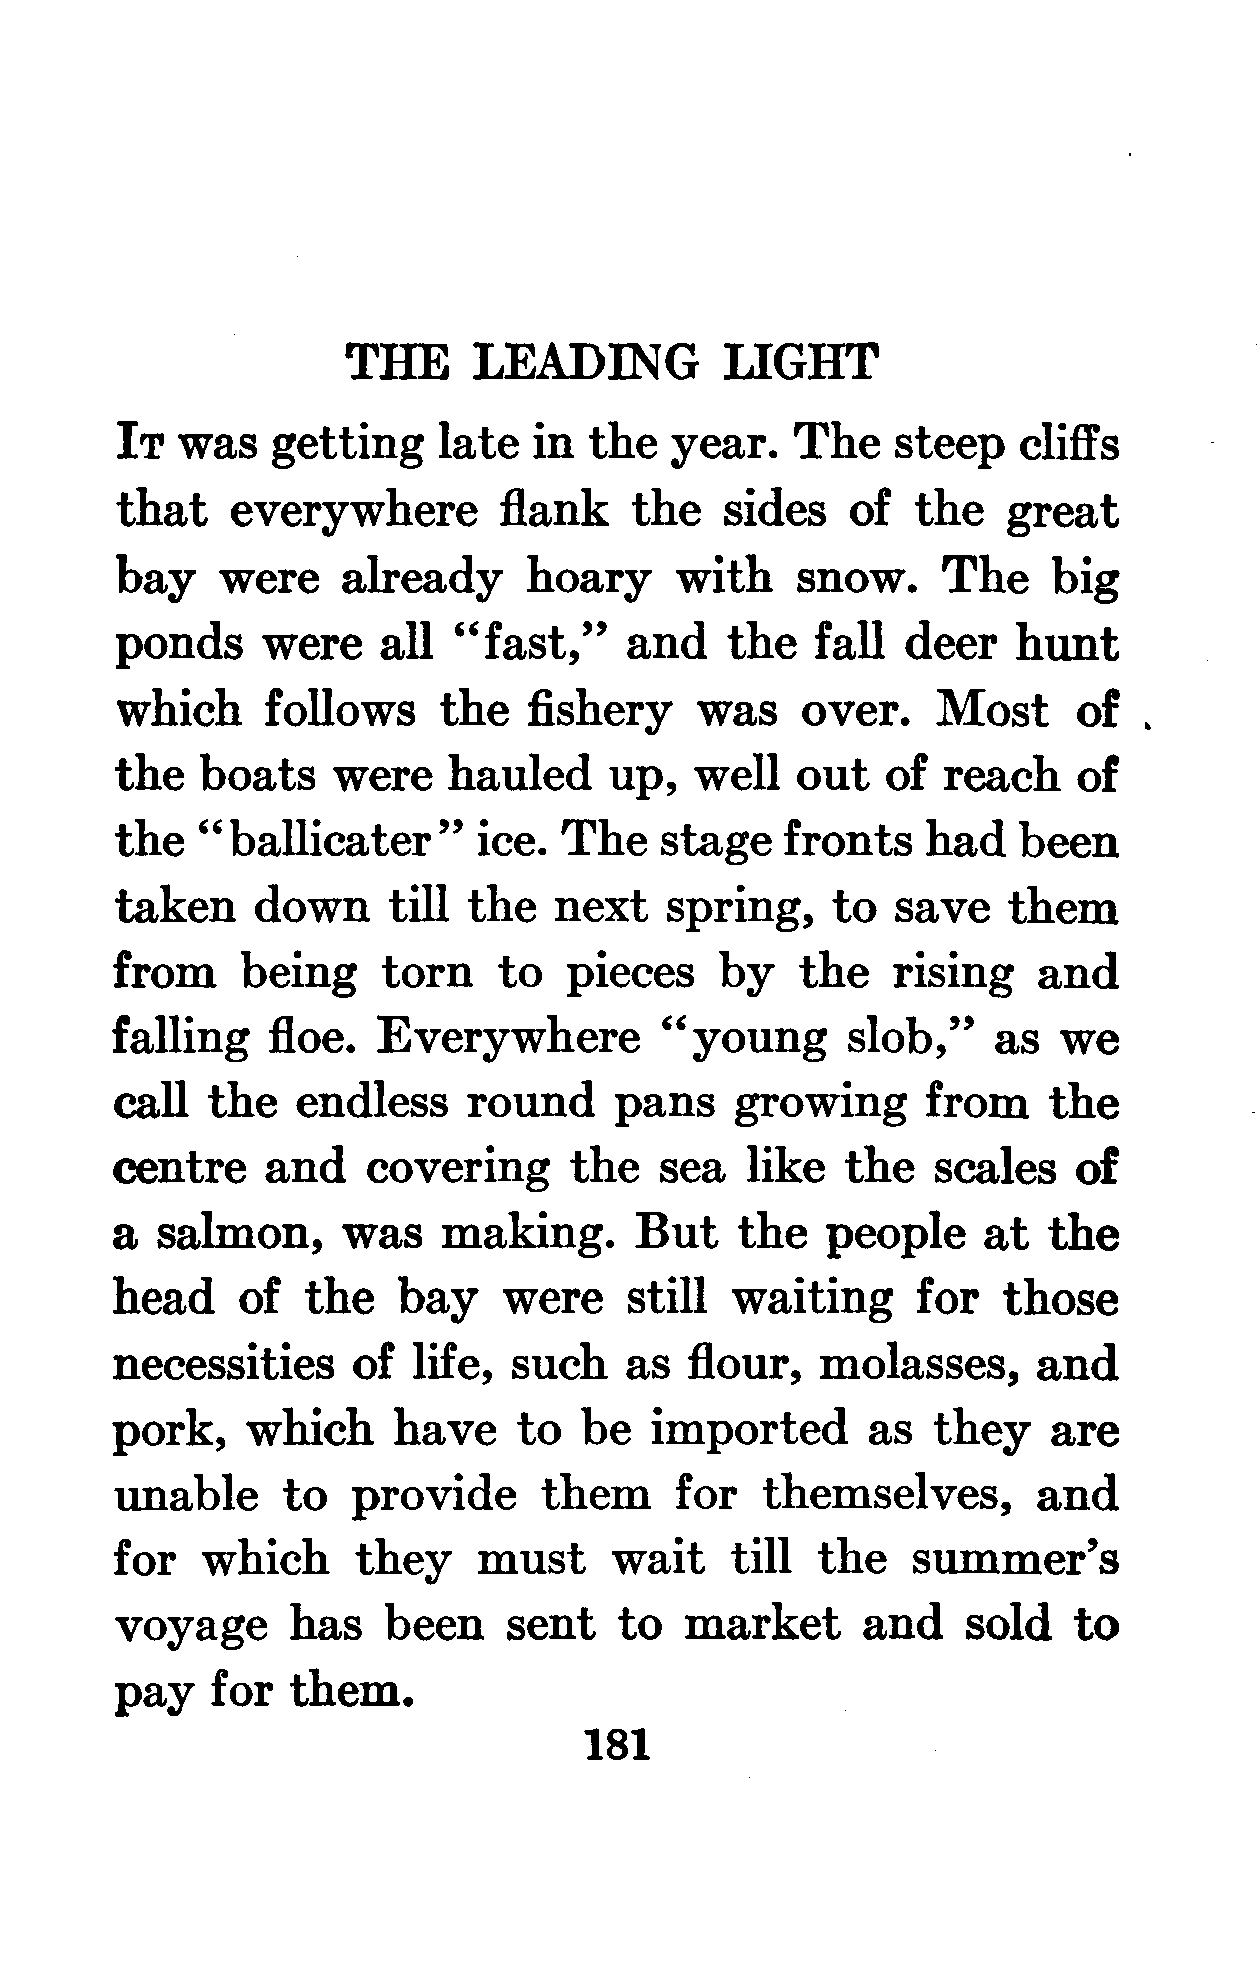 THE LEADING LIGHT
IT was getting late in the year. The steep cliffs
that everywhere flank the sides of the great
bay were already hoary with snow. The big
ponds were all “fast,” and the fall deer hunt
which follows the fishery was over. Most of
the boats were hauled up, well out of reach of
the “ballicater” ice. The stage fronts had been
taken down till the next spring, to save them
from being torn to pieces by the rising and
falling floe. Everywhere “young slob,” as we
call the endless round pans growing from the
centre and covering the sea like the scales of
a salmon, was making. But the people at the
head of the bay were still waiting for those
necessities of life, such as flour, molasses, and
pork, which have to be imported as they are
unable to provide them for themselves, and
for which they must wait till the summer’s
voyage has been sent to market and sold to
pay for them.
181